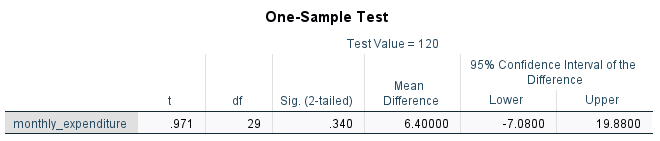 One-Sample Test
Test Value = 120
t df Sig. (2-tailed) Mean Difference 95% Confidence Interval of the Difference
Lower Upper
monthly_expenditure .971 29 .340 6.40000 -7.0800 19.8800